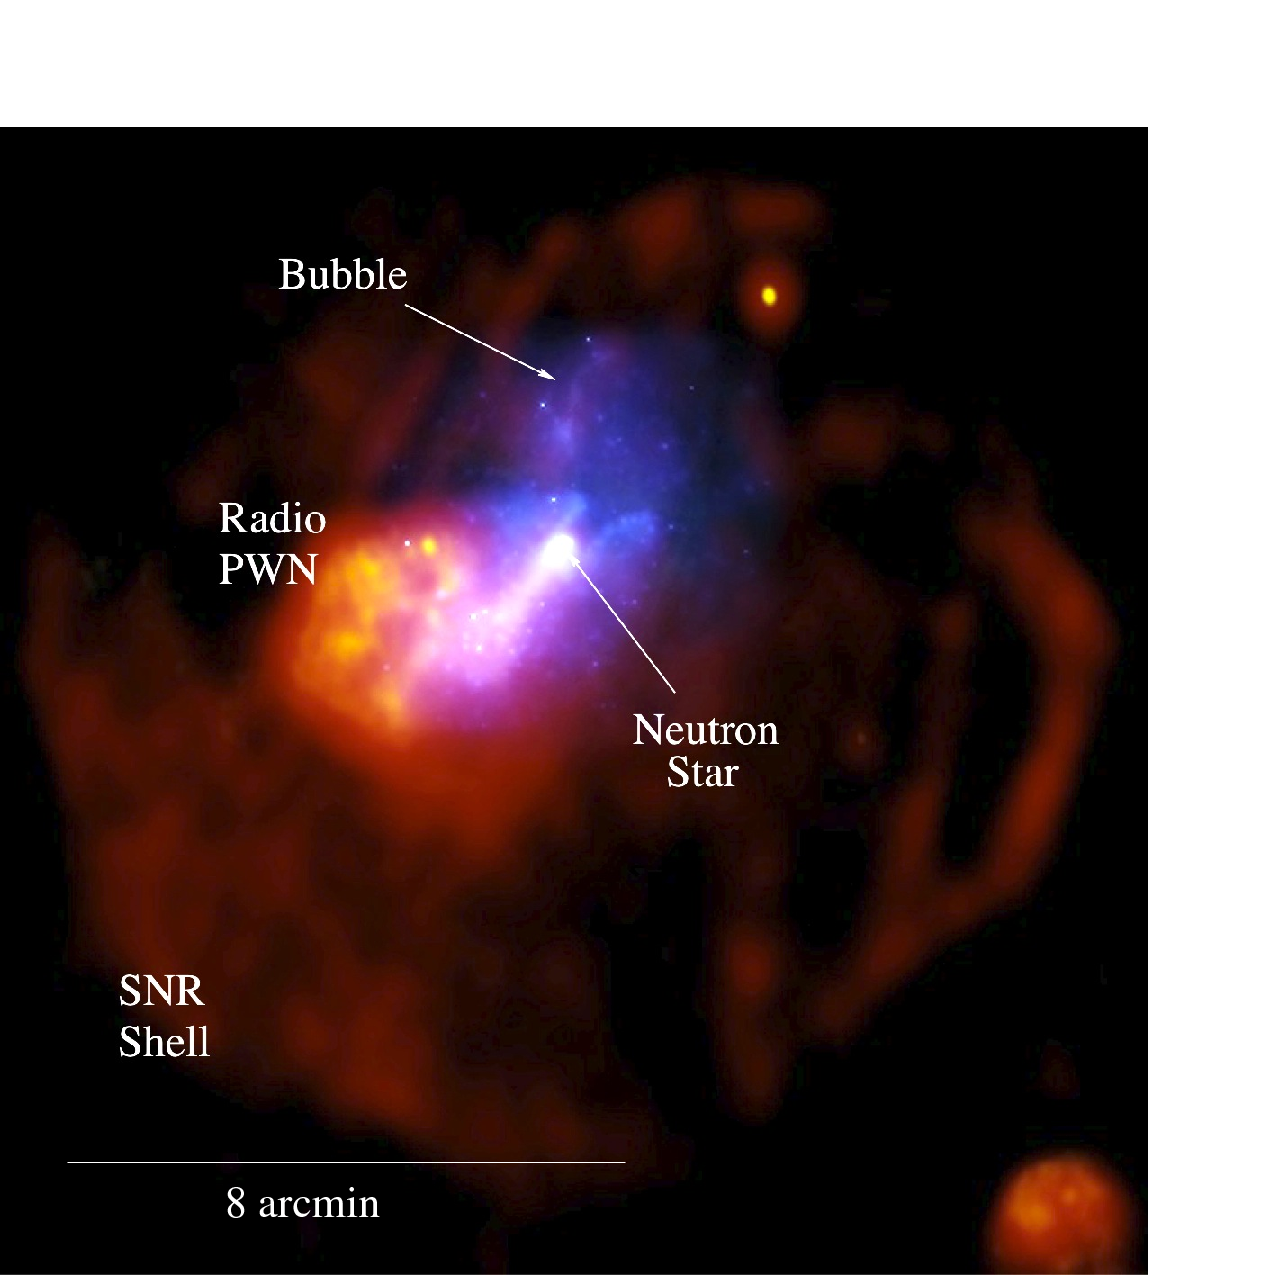 Bubble
Radio
PWN
Neutron
Star
SNR
Shell
8 arcmin